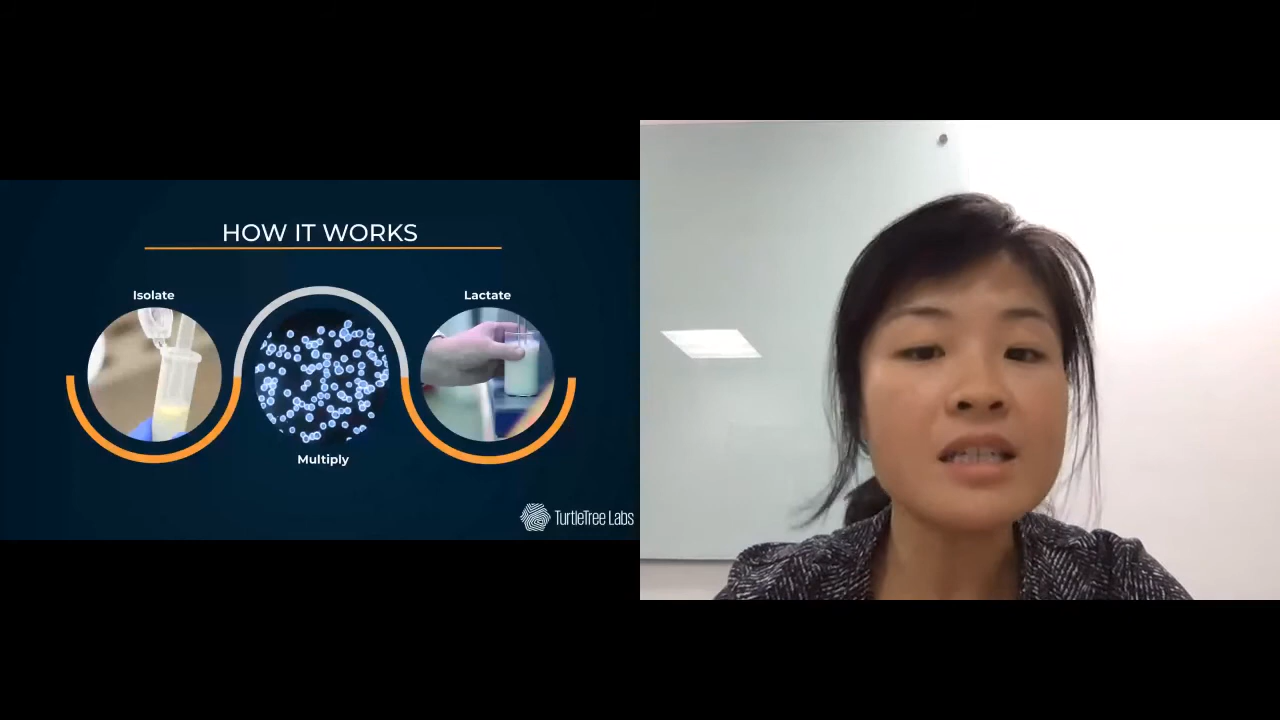 HOW IT WORKS
Isolate
Lactate
Multiply
TurtleTree Labs